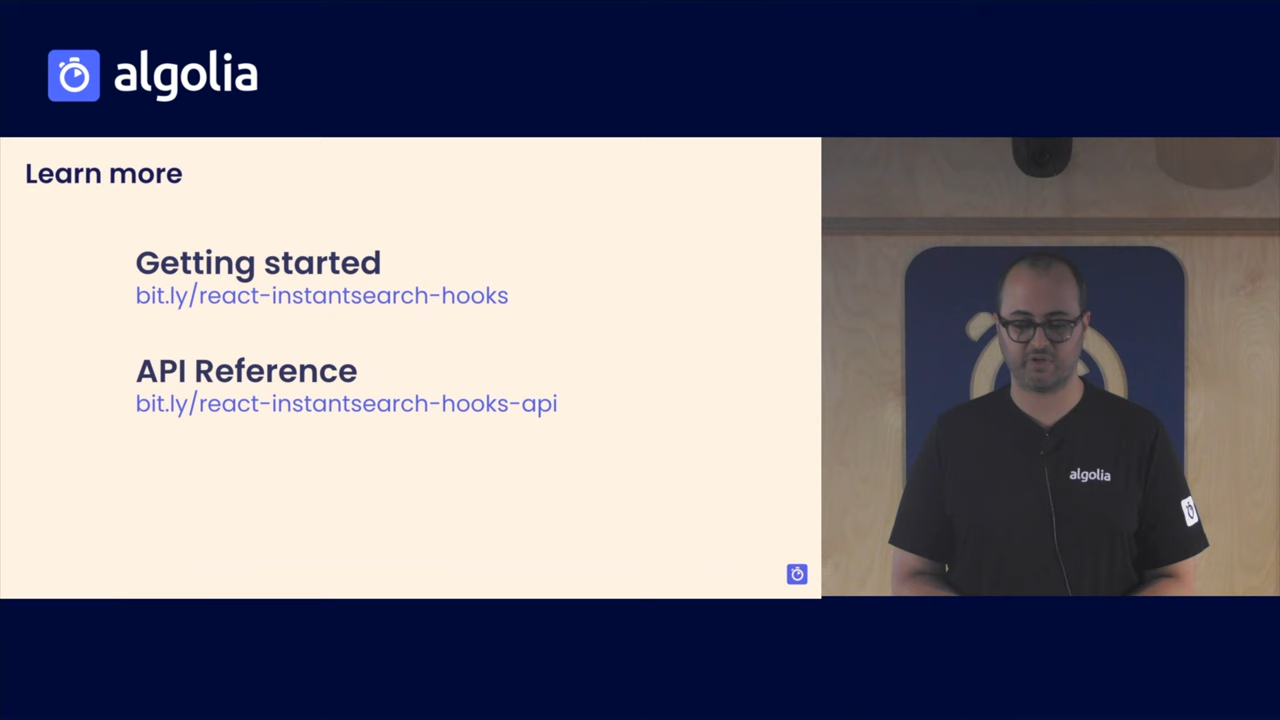 algolia
Learn more
Getting started
bit.ly/react-instantsearch-hooks
API Reference
bit.ly/react-instantsearch-hooks-api
algolia